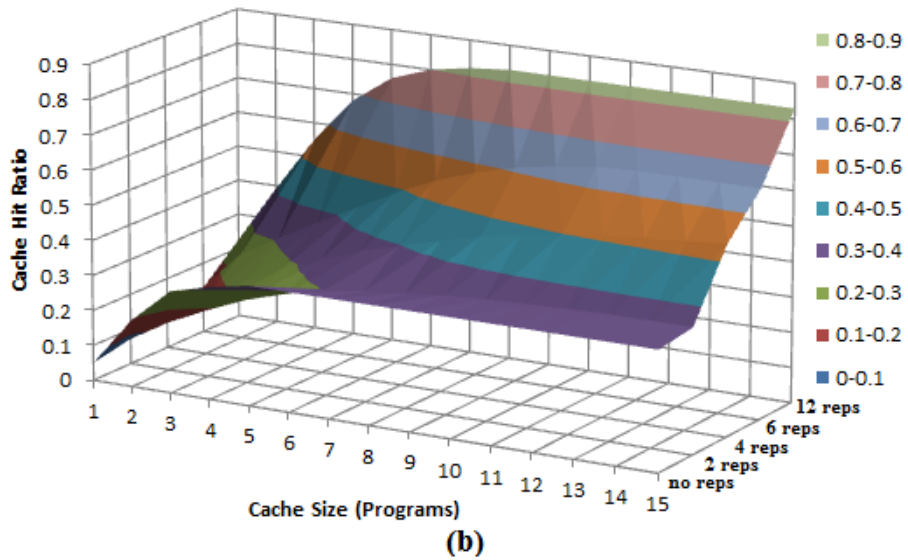 0.9
0.8
0.7
0.6
0.5
0.4
0.3
0.2
0.1
0
Cache Hit Ratio
1 2 3 4 5 6 7 8 9 10 11 12 13 14 15
Cache Size (Programs)
no reps
2 reps
4 reps
6 reps
12 reps
0.8-0.9
0.7-0.8
0.6-0.7
0.5-0.6
0.4-0.5
0.3-0.4
0.2-0.3
0.1-0.2
0-0.1
(b)